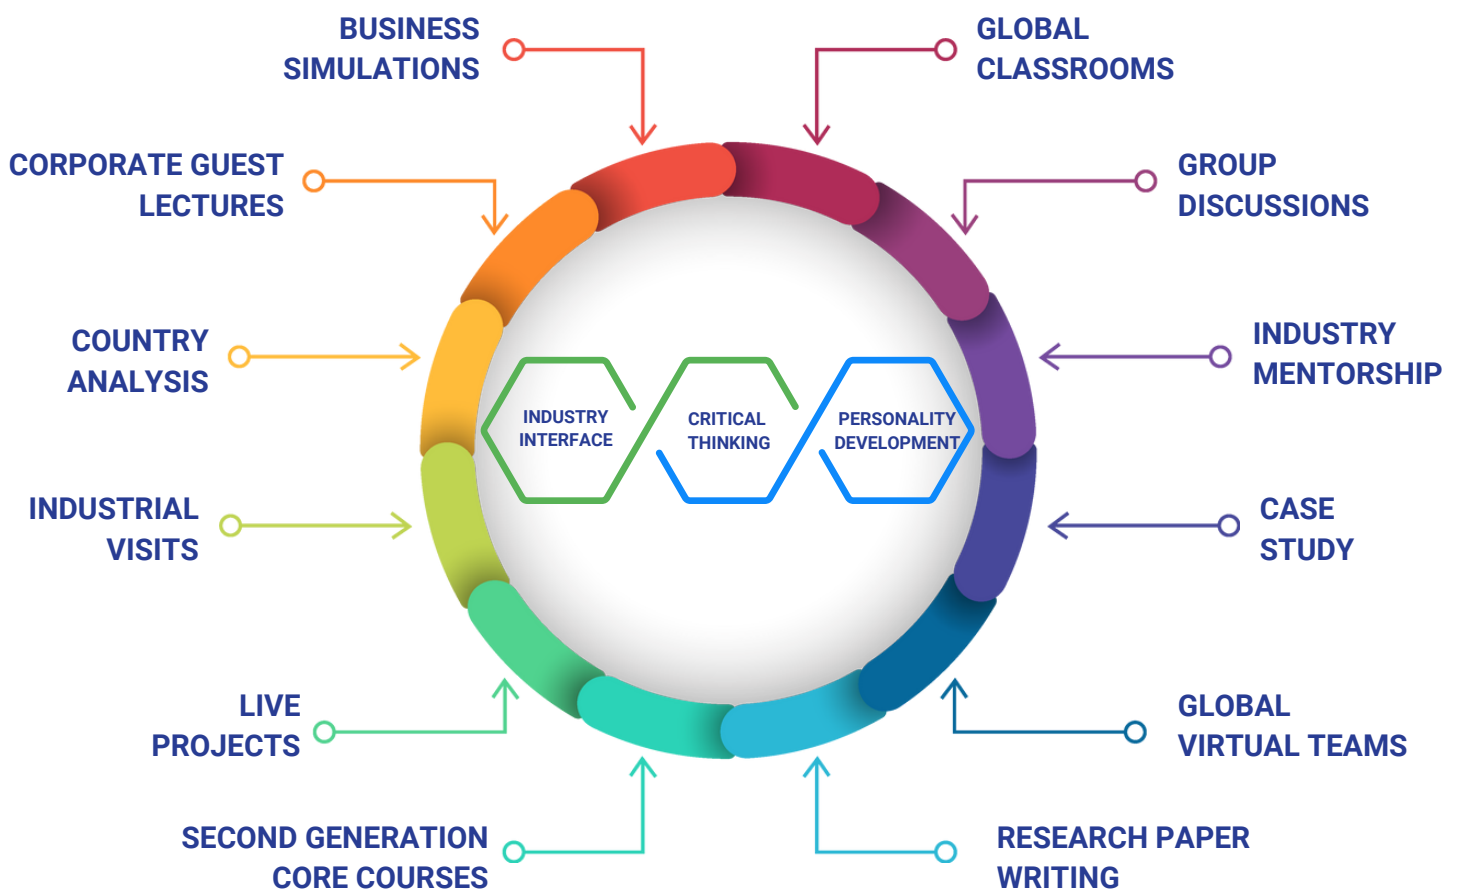 BUSINESS
SIMULATIONS
GLOBAL
CLASSROOMS
CORPORATE GUEST
LECTURES
GROUP
DISCUSSIONS
COUNTRY
ANALYSIS
INDUSTRY
MENTORSHIP
INDUSTRY
INTERFACE
CRITICAL
THINKING
PERSONALITY
DEVELOPMENT
INDUSTRIAL
VISITS
CASE
STUDY
LIVE
PROJECTS
GLOBAL
VIRTUAL TEAMS
SECOND GENERATION
CORE COURSES
RESEARCH PAPER
WRITING